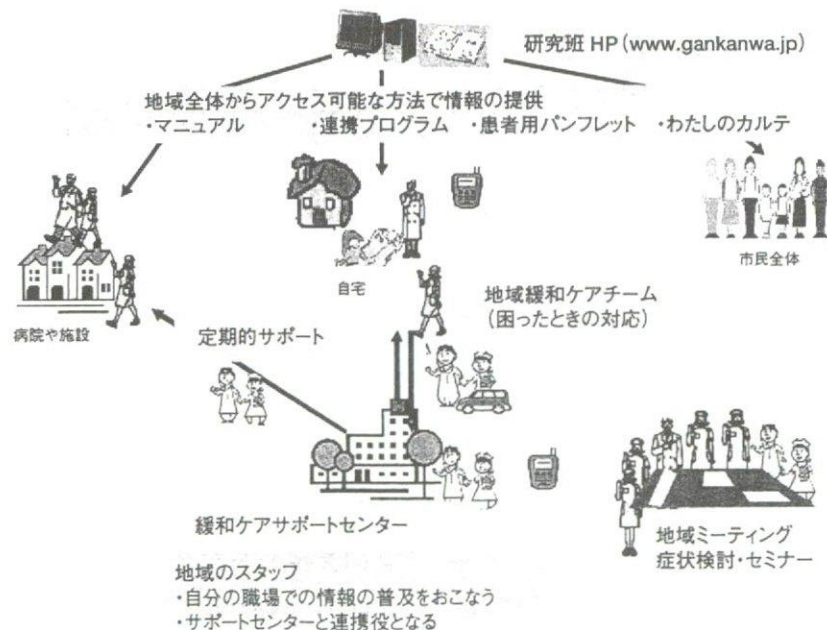 研究班 HP(www.gankanwa.jp)
地域全体からアクセス可能な方法で情報の提供
・マニュアル ・連携プログラム ・患者用パンフレット ・わたしのカルテ
市民全体
自宅
地域緩和ケアチーム
(困ったときの対応)
病院や施設
定期的サポート
緩和ケアサポートセンター
地域ミーティング
症状検討・セミナー
地域のスタッフ
・自分の職場での情報の普及をおこなう
・サポートセンターと連携役となる